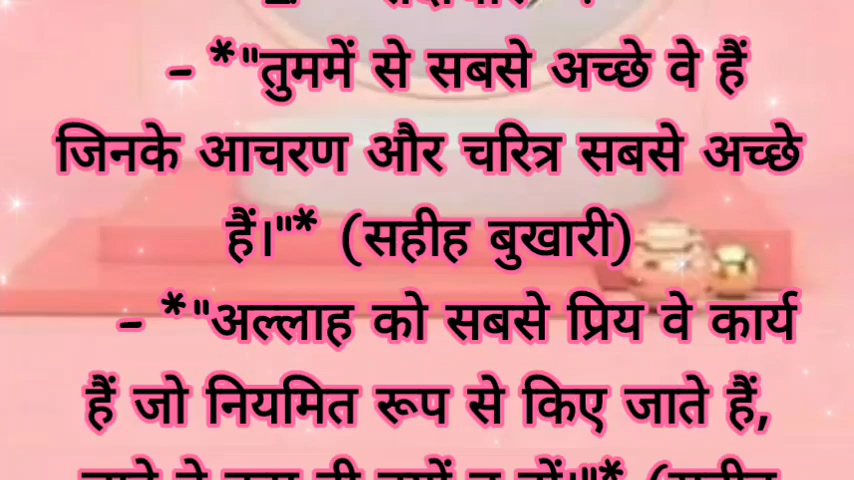 - *"तुममें से सबसे अच्छे वे हैं
जिनके आचरण और चरित्र सबसे अच्छे
हैं।"* (सहीह बुखारी)
- *"अल्लाह को सबसे प्रिय वे कार्य
हैं जो नियमित रूप से किए जाते हैं,